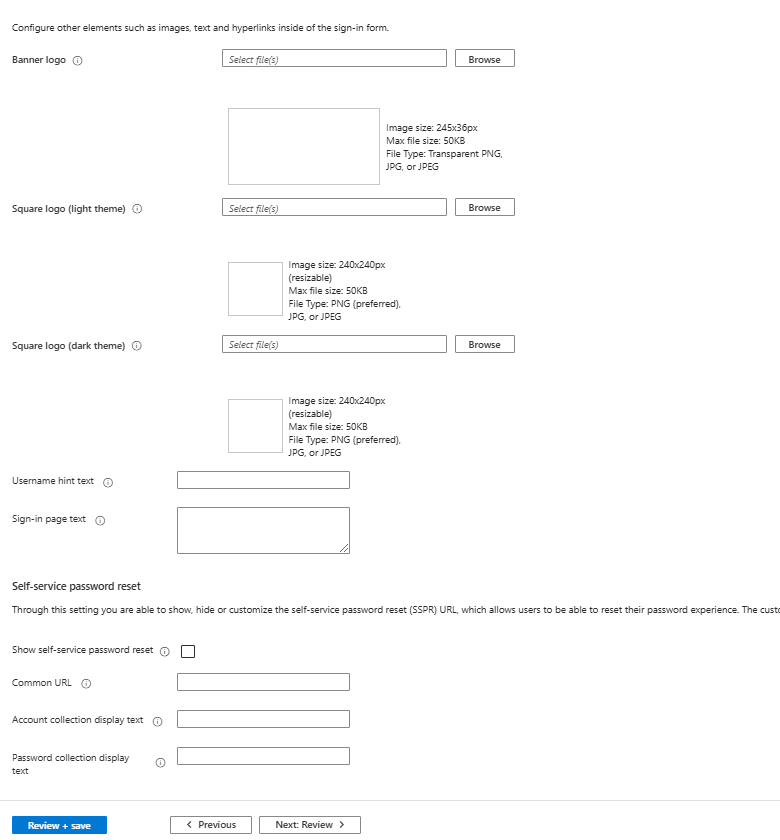 Configure other elements such as images, text and hyperlinks inside of the sign-in form.
Banner logo
Select file(s)
Browse
Image size: 245x36px
Max file size: 50KB
File Type: Transparent PNG,
JPG, or JPEG
Square logo (light theme)
Select file(s)
Browse
Image size: 240x240px
(resizable)
Max file size: 50KB
File Type: PNG (preferred),
JPG, or JPEG
Square logo (dark theme)
Select file(s)
Browse
Image size: 240x240px
(resizable)
Max file size: 50KB
File Type: PNG (preferred),
JPG, or JPEG
Username hint text
Sign-in page text
Self-service password reset
Through this setting you are able to show, hide or customize the self-service password reset (SSPR) URL, which allows users to be able to reset their password experience. The custo
Show self-service password reset
Common URL
Account collection display text
Password collection display
text
Review + save
< Previous
Next: Review >